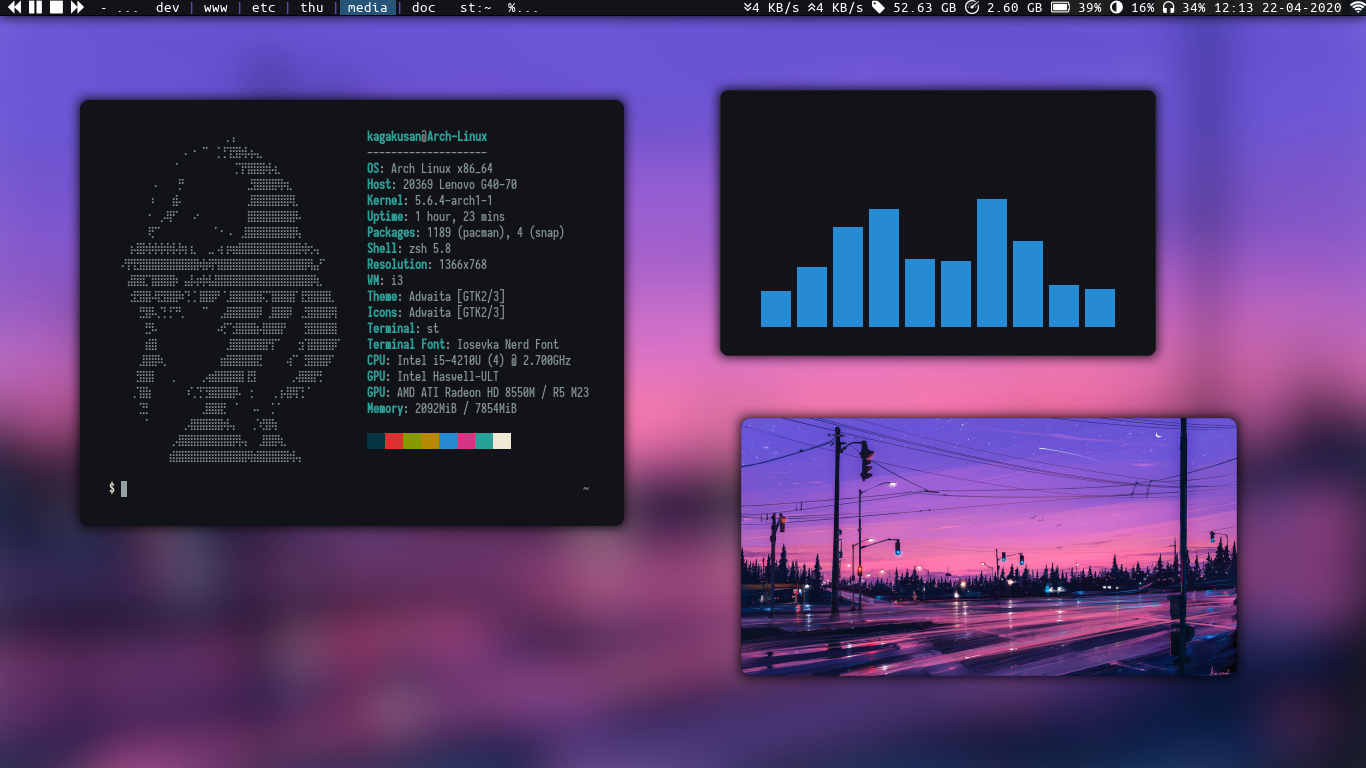 - ... dev | www | etc | thu | media | doc st:~ %...
4 KB/s 4 KB/s 52.63 GB 2.60 GB 39% 16% 34% 12:13 22-04-2020
kagakusan@Arch-Linux
--------------------
OS: Arch Linux x86_64
Host: 20369 Lenovo G40-70
Kernel: 5.6.4-arch1-1
Uptime: 1 hour, 23 mins
Packages: 1189 (pacman), 4 (snap)
Shell: zsh 5.8
Resolution: 1366x768
WM: i3
Theme: Adwaita [GTK2/3]
Icons: Adwaita [GTK2/3]
Terminal: st
Terminal Font: Iosevka Nerd Font
CPU: Intel i5-4210U (4) @ 2.700GHz
GPU: Intel Haswell-ULT
GPU: AMD ATI Radeon HD 8550M / R5 M23
Memory: 2092MiB / 7854MiB
$ ~